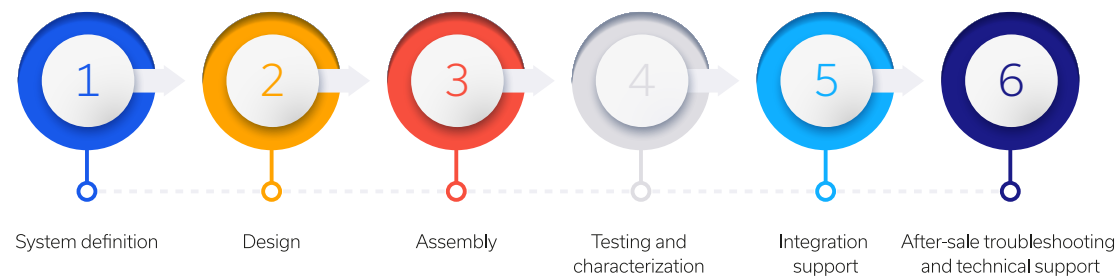 1
2
3
4
5
6
System definition
Design
Assembly
Testing and
characterization
Integration
support
After-sale troubleshooting
and technical support